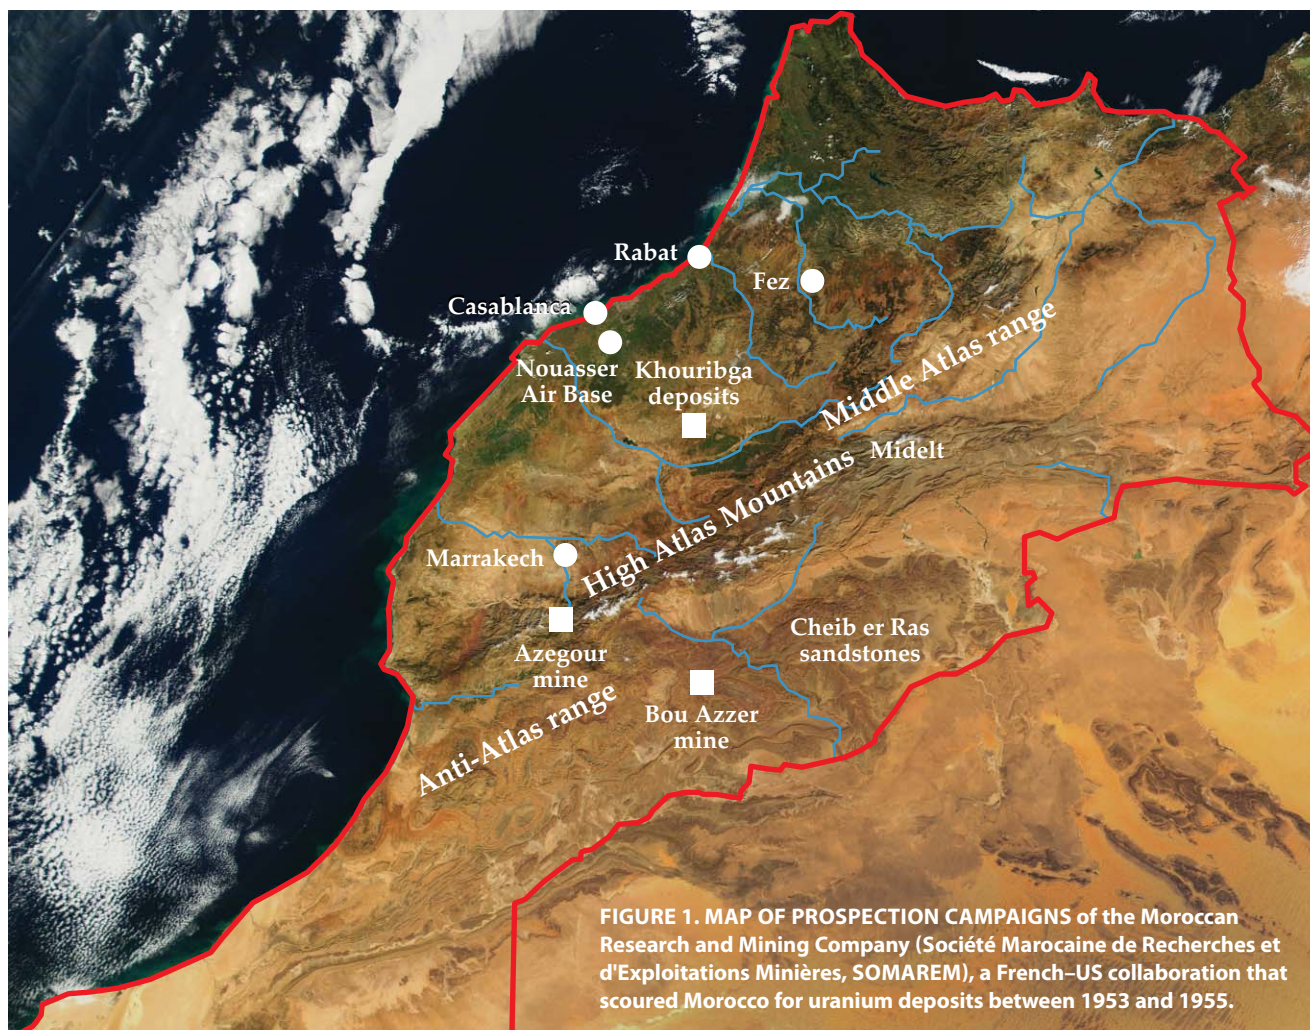 Rabat
Fez
Casablanca
Nouasser
Air Base
Khouribga
deposits
Middle Atlas range
Midelt
High Atlas Mountains
Marrakech
Azegour
mine
Cheib er Ras
sandstones
Anti-Atlas range
Bou Azzer
mine
FIGURE 1. MAP OF PROSPECTION CAMPAIGNS of the Moroccan
Research and Mining Company (Société Marocaine de Recherches et
d'Exploitations Minières, SOMAREM), a French–US collaboration that
scoured Morocco for uranium deposits between 1953 and 1955.